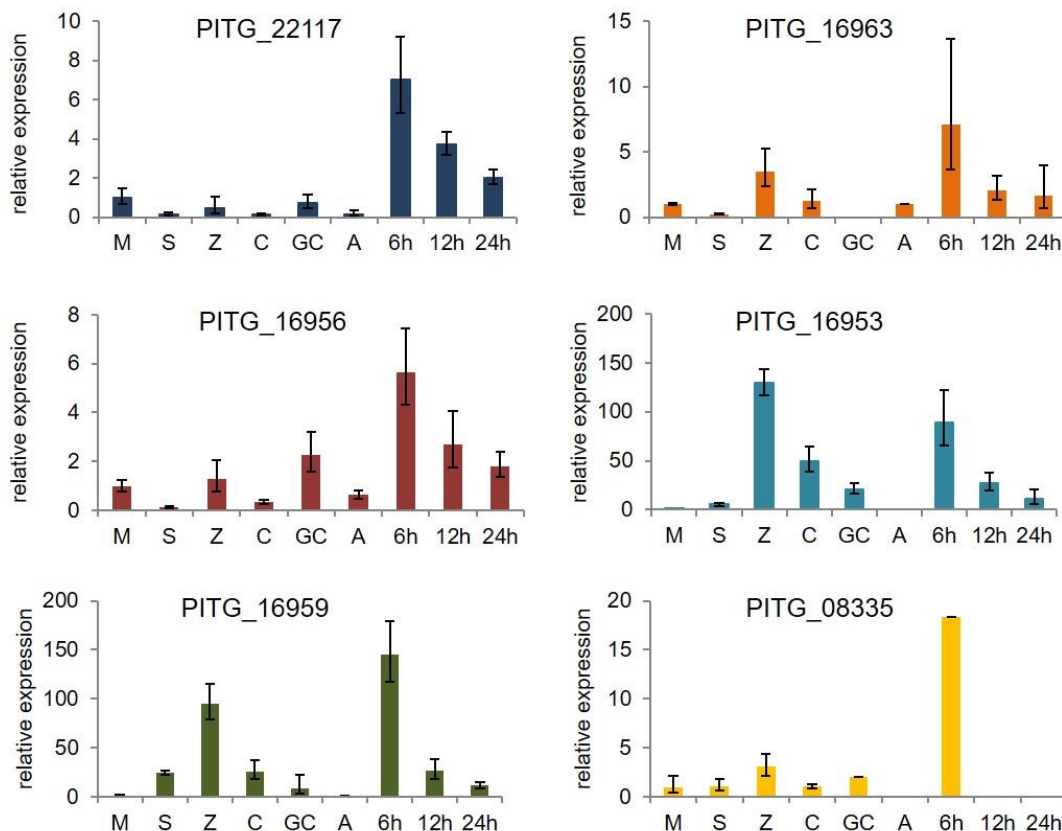 PITG_22117
relative expression
10
8
6
4
2
0
M S Z C GC A 6h 12h 24h
PITG_16963
relative expression
15
10
5
0
M S Z C GC A 6h 12h 24h
PITG_16956
relative expression
8
6
4
2
0
M S Z C GC A 6h 12h 24h
PITG_16953
relative expression
200
150
100
50
0
M S Z C GC A 6h 12h 24h
PITG_16959
relative expression
200
150
100
50
0
M S Z C GC A 6h 12h 24h
PITG_08335
relative expression
20
15
10
5
0
M S Z C GC A 6h 12h 24h